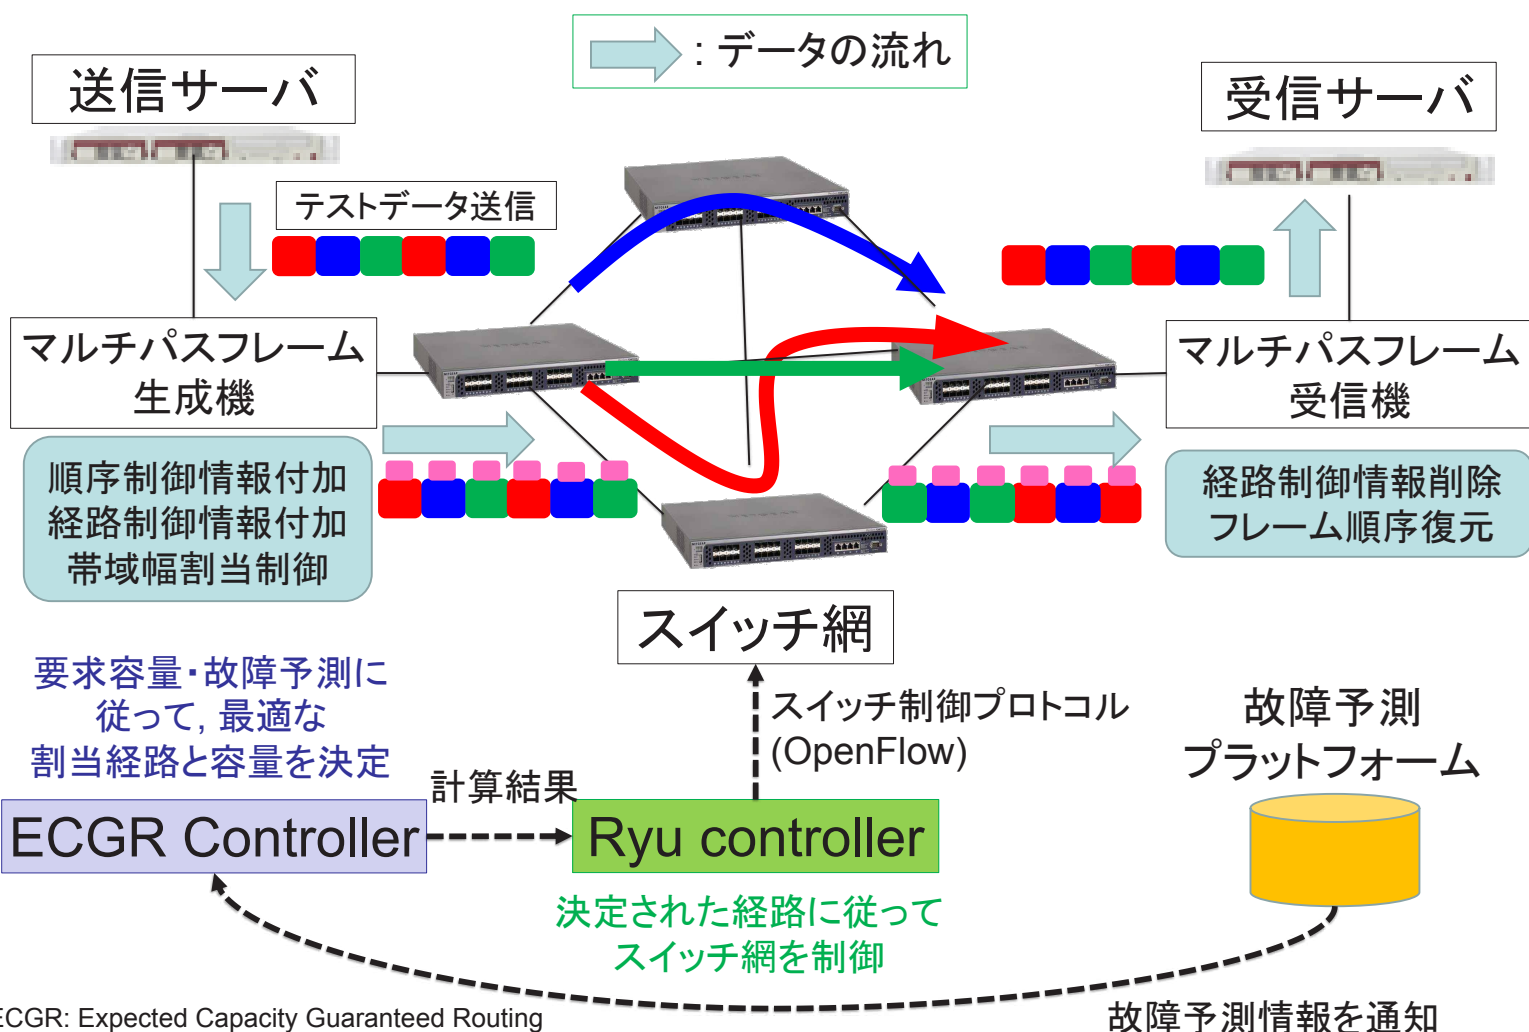 : データの流れ
送信サーバ
受信サーバ
テストデータ送信
マルチパスフレーム
生成機
マルチパスフレーム
受信機
順序制御情報付加
経路制御情報付加
帯域幅割当制御
経路制御情報削除
フレーム順序復元
スイッチ網
要求容量・故障予測に
従って, 最適な
割当経路と容量を決定
スイッチ制御プロトコル
(OpenFlow)
故障予測
プラットフォーム
計算結果
ECGR Controller
Ryu controller
決定された経路に従って
スイッチ網を制御
ECGR: Expected Capacity Guaranteed Routing
故障予測情報を通知